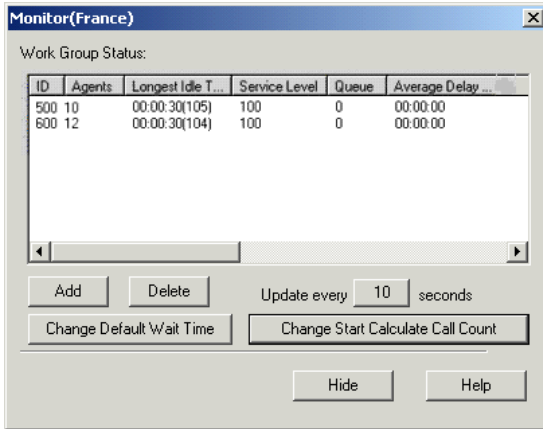 Monitor(France)
Work Group Status:
ID Agents Longest Idle T... Service Level Queue Average Delay ...
500 10 00:00:30(105) 100 0 00:00:00
600 12 00:00:30(104) 100 0 00:00:00
Add Delete Update every 10 seconds
Change Default Wait Time Change Start Calculate Call Count
Hide Help